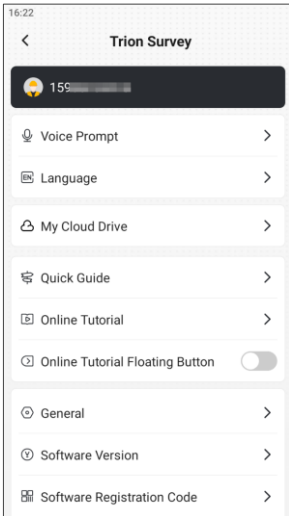 16:22
Trion Survey
159
Voice Prompt
EN Language
My Cloud Drive
Quick Guide
Online Tutorial
Online Tutorial Floating Button
General
Software Version
Software Registration Code